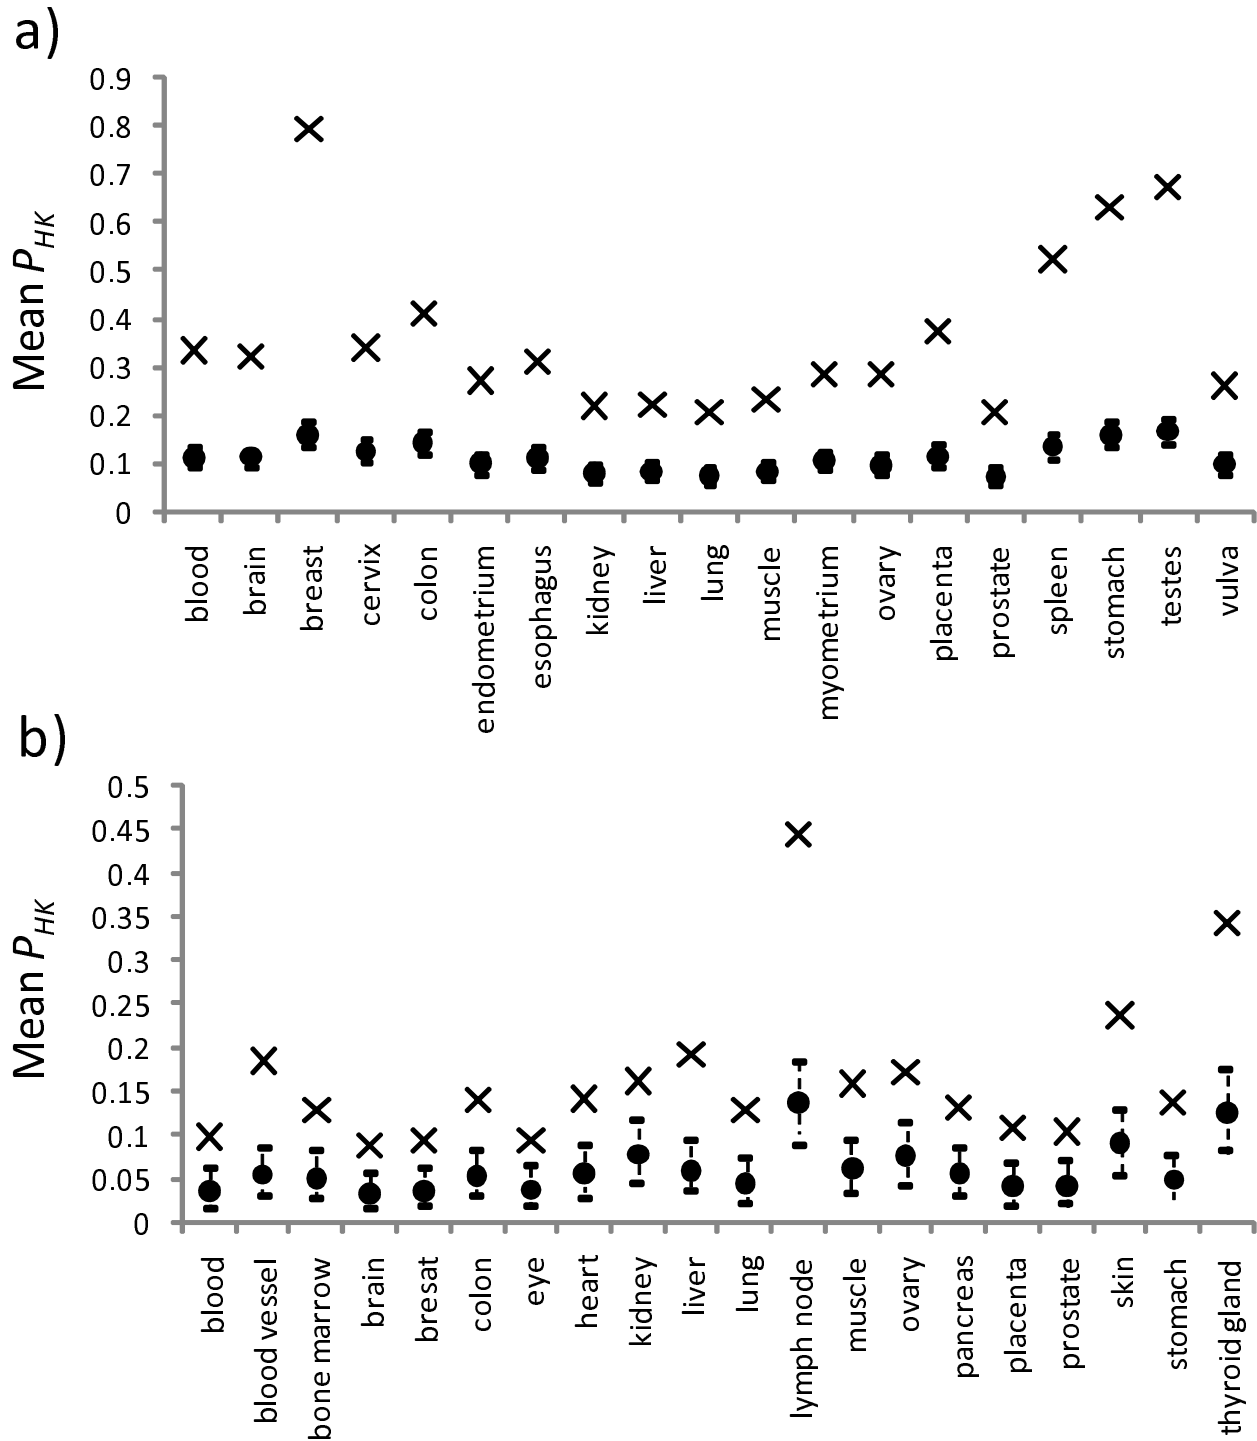 a)
0.9
0.8
0.7
0.6
0.5
0.4
0.3
0.2
0.1
0
Mean PHK
blood
brain
breast
cervix
colon
endometrium
esophagus
kidney
liver
lung
muscle
myometrium
ovary
placenta
prostate
spleen
stomach
testes
vulva
b)
0.5
0.45
0.4
0.35
0.3
0.25
0.2
0.15
0.1
0.05
0
Mean PHK
blood
blood vessel
bone marrow
brain
bresat
colon
eye
heart
kidney
liver
lung
lymph node
muscle
ovary
pancreas
placenta
prostate
skin
stomach
thyroid gland